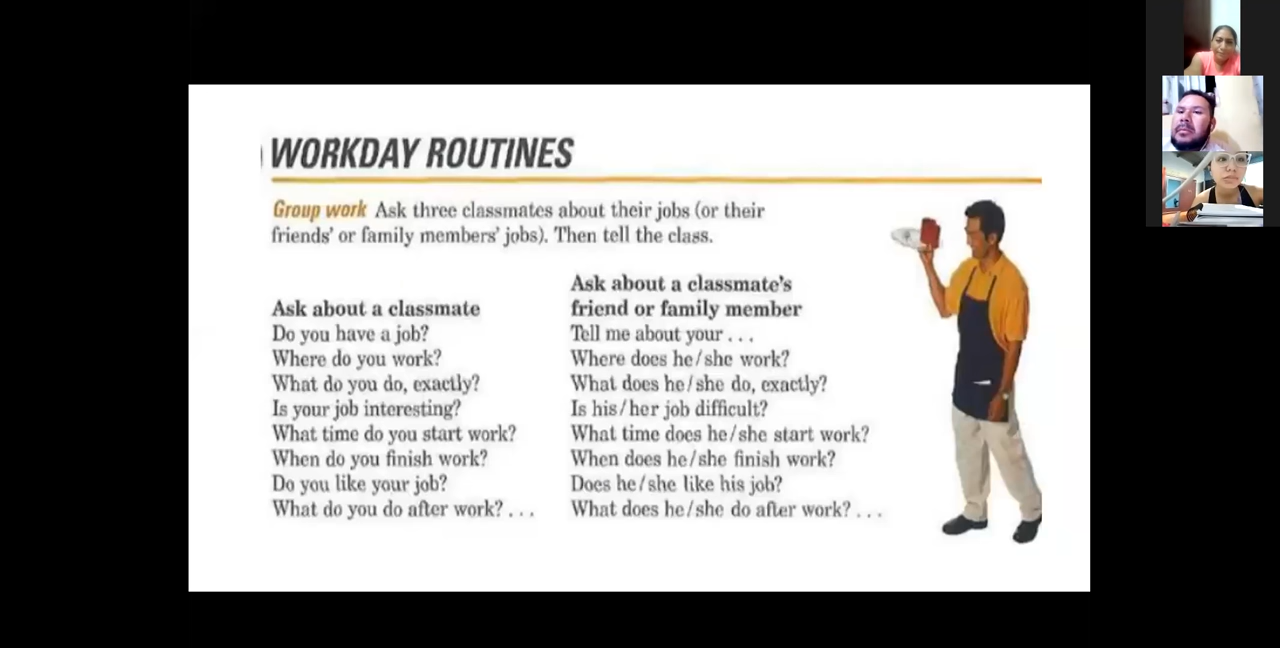 WORKDAY ROUTINES
Group work Ask three classmates about their jobs (or their
friends' or family members' jobs). Then tell the class.
Ask about a classmate
Do you have a job?
Where do you work?
What do you do, exactly?
Is your job interesting?
What time do you start work?
When do you finish work?
Do you like your job?
What do you do after work? . . .
Ask about a classmate's
friend or family member
Tell me about your . . .
Where does he/she work?
What does he/she do, exactly?
Is his/her job difficult?
What time does he/she start work?
When does he/she finish work?
Does he/she like his job?
What does he/she do after work? . . .